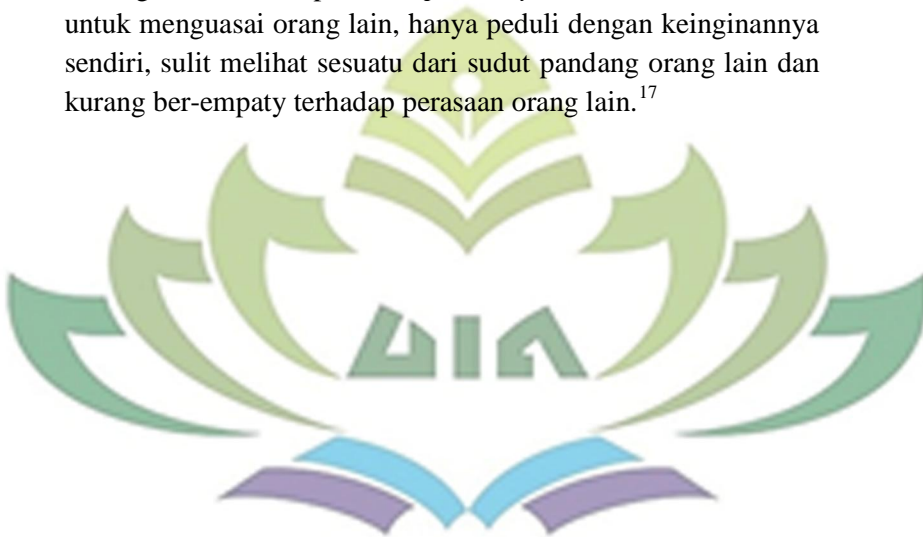 untuk menguasai orang lain, hanya peduli dengan keinginannya
sendiri, sulit melihat sesuatu dari sudut pandang orang lain dan
kurang ber-empaty terhadap perasaan orang lain.17
UIN